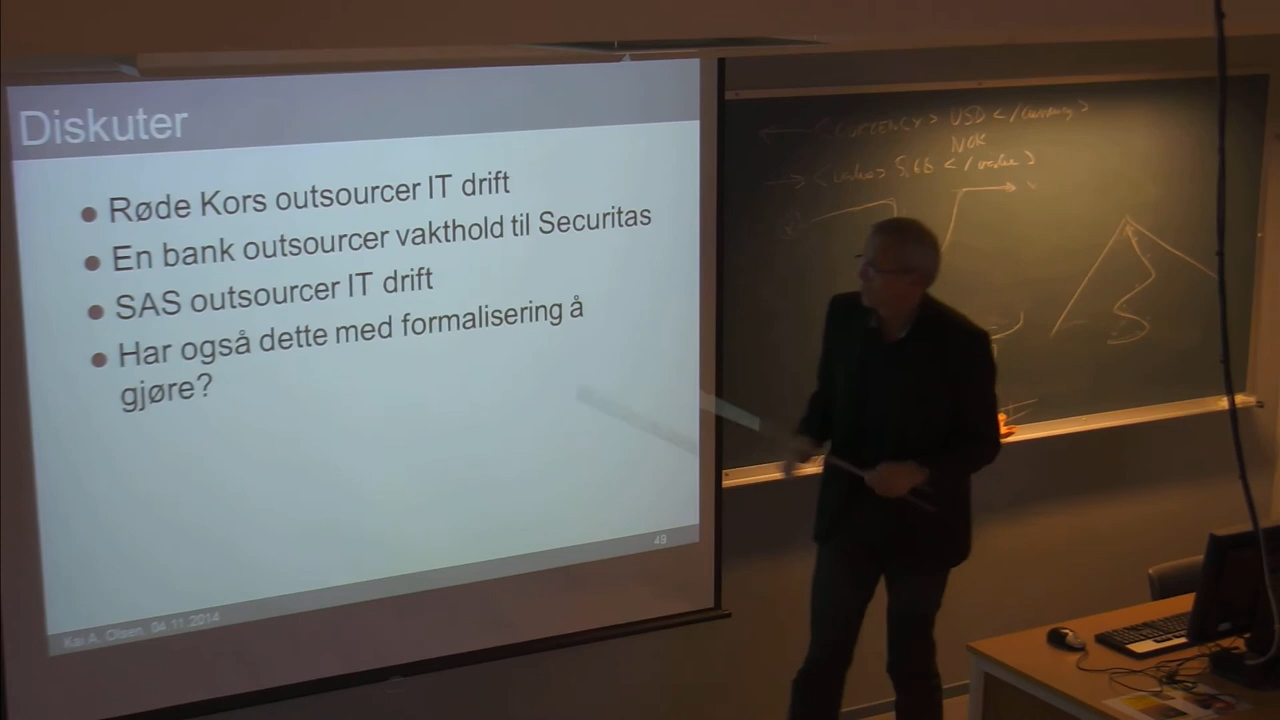 Diskuter
Røde Kors outsourcer IT drift
En bank outsourcer vakthold til Securitas
SAS outsourcer IT drift
Har også dette med formalisering å
gjøre?
49
Kai A. Olsen, 04.11.2014
<CURRENCY> USD </currency>
NOK
<value> 5,66 </value>